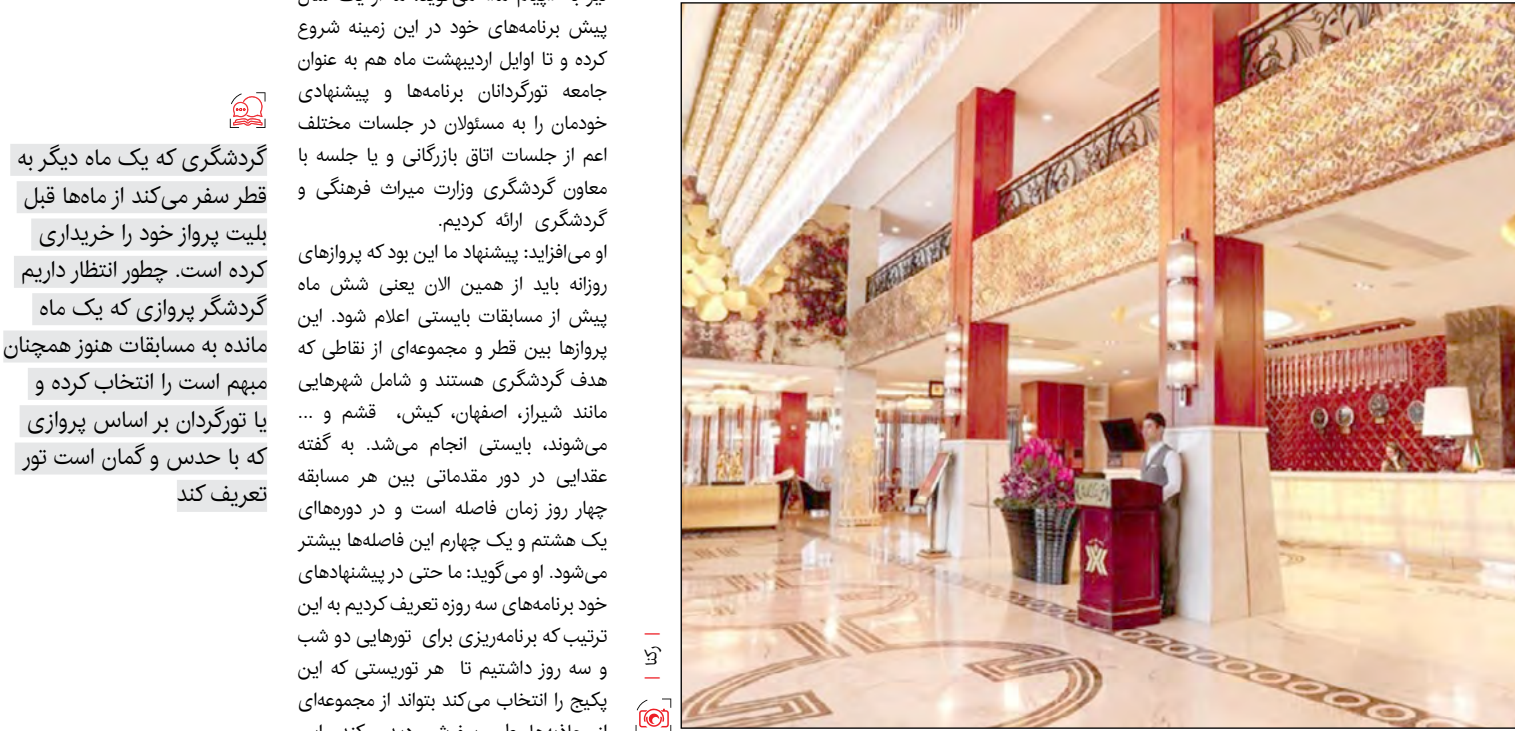 رکنا
پیش برنامه‌های خود در این زمینه شروع
کرده و تا اوایل اردیبهشت ماه هم به عنوان
جامعه تورگردانان برنامه‌ها و پیشنهادی
خودمان را به مسئولان در جلسات مختلف
اعم از جلسات اتاق بازرگانی و یا جلسه با
معاون گردشگری وزارت میراث فرهنگی و
گردشگری ارائه کردیم.
او می‌افزاید: پیشنهاد ما این بود که پروازهای
روزانه باید از همین الان یعنی شش ماه
پیش از مسابقات بایستی اعلام شود. این
پروازها بین قطر و مجموعه‌ای از نقاطی که
هدف گردشگری هستند و شامل شهرهایی
مانند شیراز، اصفهان، کیش، قشم و ...
می‌شوند، بایستی انجام می‌شد. به گفته
عقدایی در دور مقدماتی بین هر مسابقه
چهار روز زمان فاصله است و در دوره‌های
یک هشتم و یک چهارم این فاصله‌ها بیشتر
می‌شود. او می‌گوید: ما حتی در پیشنهادهای
خود برنامه‌های سه روزه تعریف کردیم به این
ترتیب که برنامه‌ریزی برای تورهایی دو شب
و سه روز داشتیم تا هر توریستی که این
پکیج را انتخاب می‌کند بتواند از مجموعه‌ای
گردشگری که یک ماه دیگر به
قطر سفر می‌کند از ماه‌ها قبل
بلیت پرواز خود را خریداری
کرده است. چطور انتظار داریم
گردشگر پروازی که یک ماه
مانده به مسابقات هنوز همچنان
مبهم است را انتخاب کرده و
یا تورگردان بر اساس پروازی
که با حدس و گمان است تور
تعریف کند